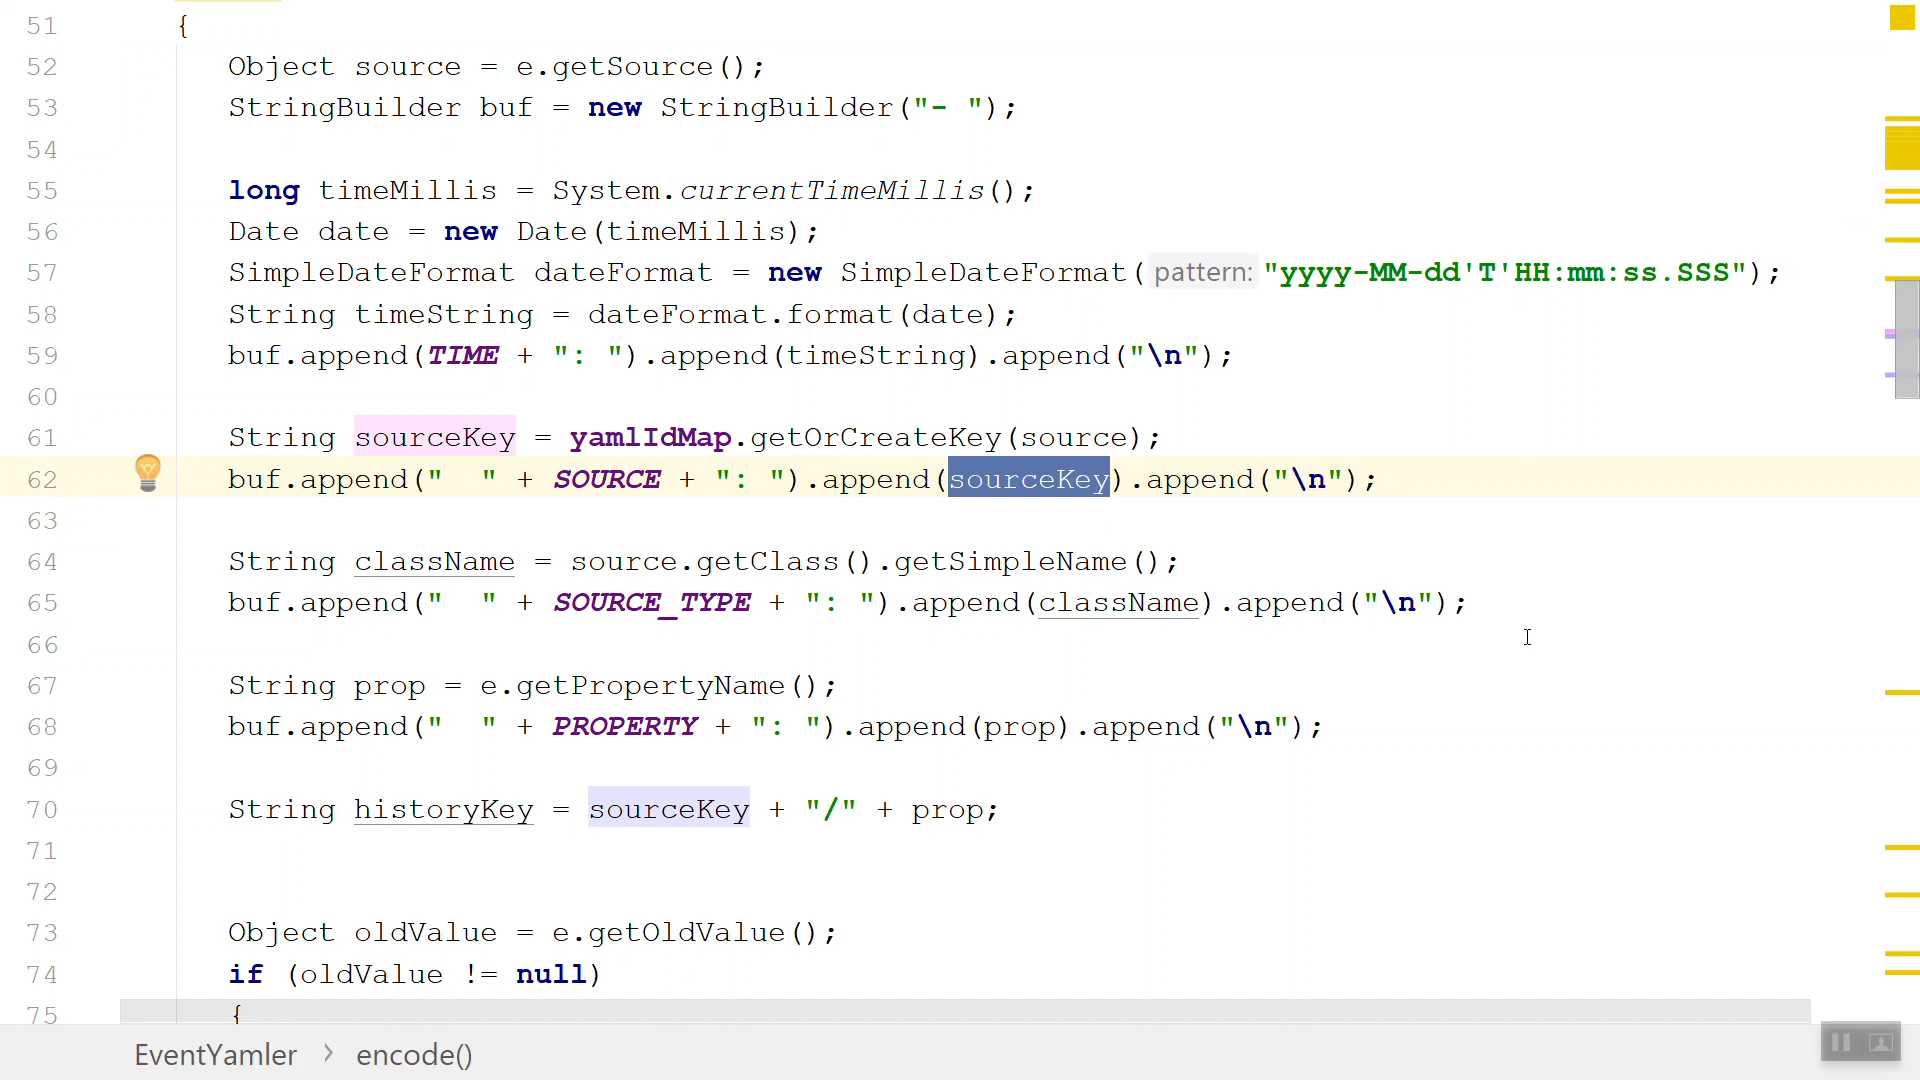 51 {
52 Object source = e.getSource();
53 StringBuilder buf = new StringBuilder("- ");
54
55 long timeMillis = System.currentTimeMillis();
56 Date date = new Date(timeMillis);
57 SimpleDateFormat dateFormat = new SimpleDateFormat( pattern: "yyyy-MM-dd'T'HH:mm:ss.SSS");
58 String timeString = dateFormat.format(date);
59 buf.append(TIME + ": ").append(timeString).append("\n");
60
61 String sourceKey = yamlIdMap.getOrCreateKey(source);
62 buf.append("  " + SOURCE + ": ").append(sourceKey).append("\n");
63
64 String className = source.getClass().getSimpleName();
65 buf.append("  " + SOURCE_TYPE + ": ").append(className).append("\n");
66
67 String prop = e.getPropertyName();
68 buf.append("  " + PROPERTY + ": ").append(prop).append("\n");
69
70 String historyKey = sourceKey + "/" + prop;
71
72
73 Object oldValue = e.getOldValue();
74 if (oldValue != null)
75 {
EventYamler > encode()